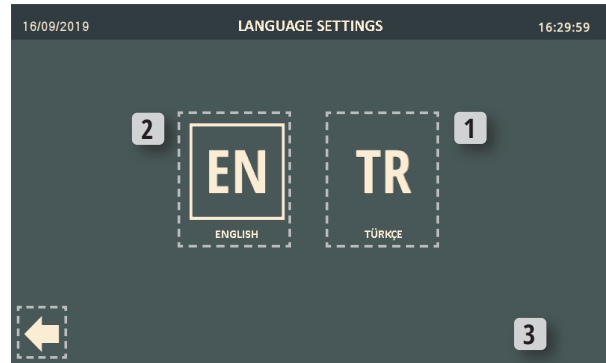 16/09/2019 LANGUAGE SETTINGS 16:29:59
2 1
EN TR
ENGLISH TÜRKÇE
3